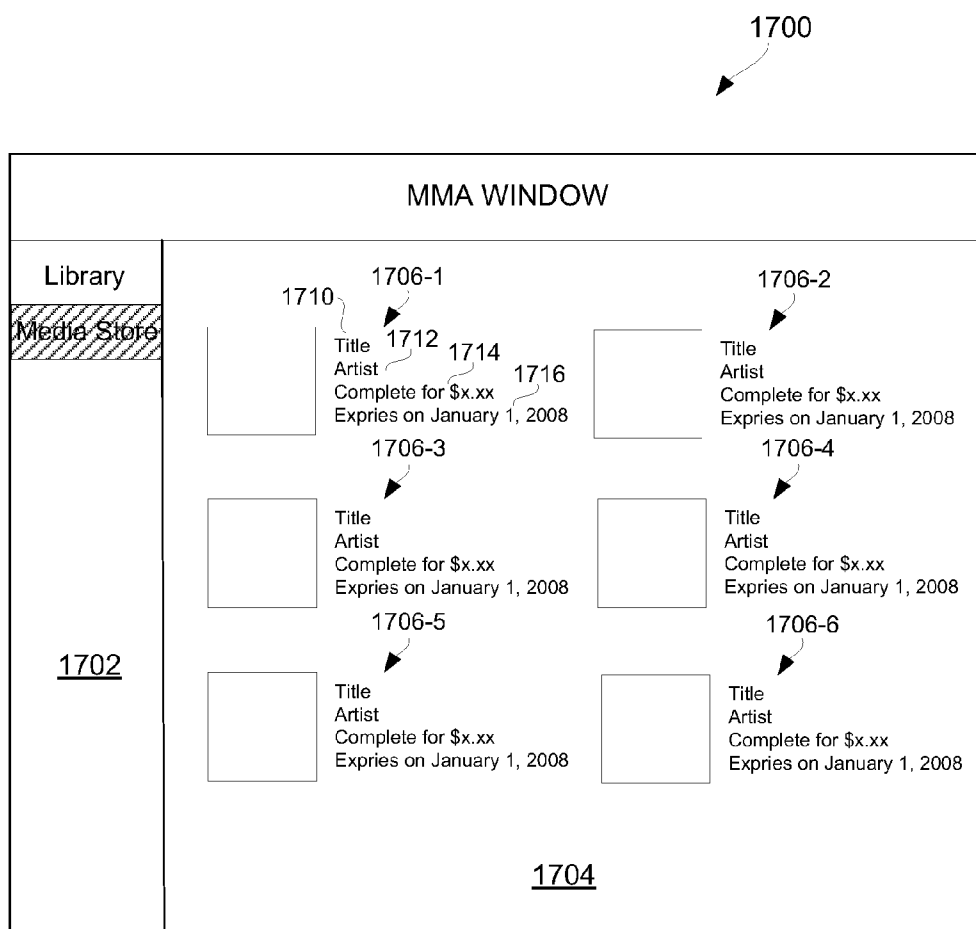 1700
MMA WINDOW
Library
Media Store
1706-1
1706-2
1710
1712
1714
1716
Title
Artist
Complete for $x.xx
Expries on January 1, 2008
Title
Artist
Complete for $x.xx
Expries on January 1, 2008
1706-3
1706-4
Title
Artist
Complete for $x.xx
Expries on January 1, 2008
Title
Artist
Complete for $x.xx
Expries on January 1, 2008
1706-5
1706-6
Title
Artist
Complete for $x.xx
Expries on January 1, 2008
Title
Artist
Complete for $x.xx
Expries on January 1, 2008
1702
1704